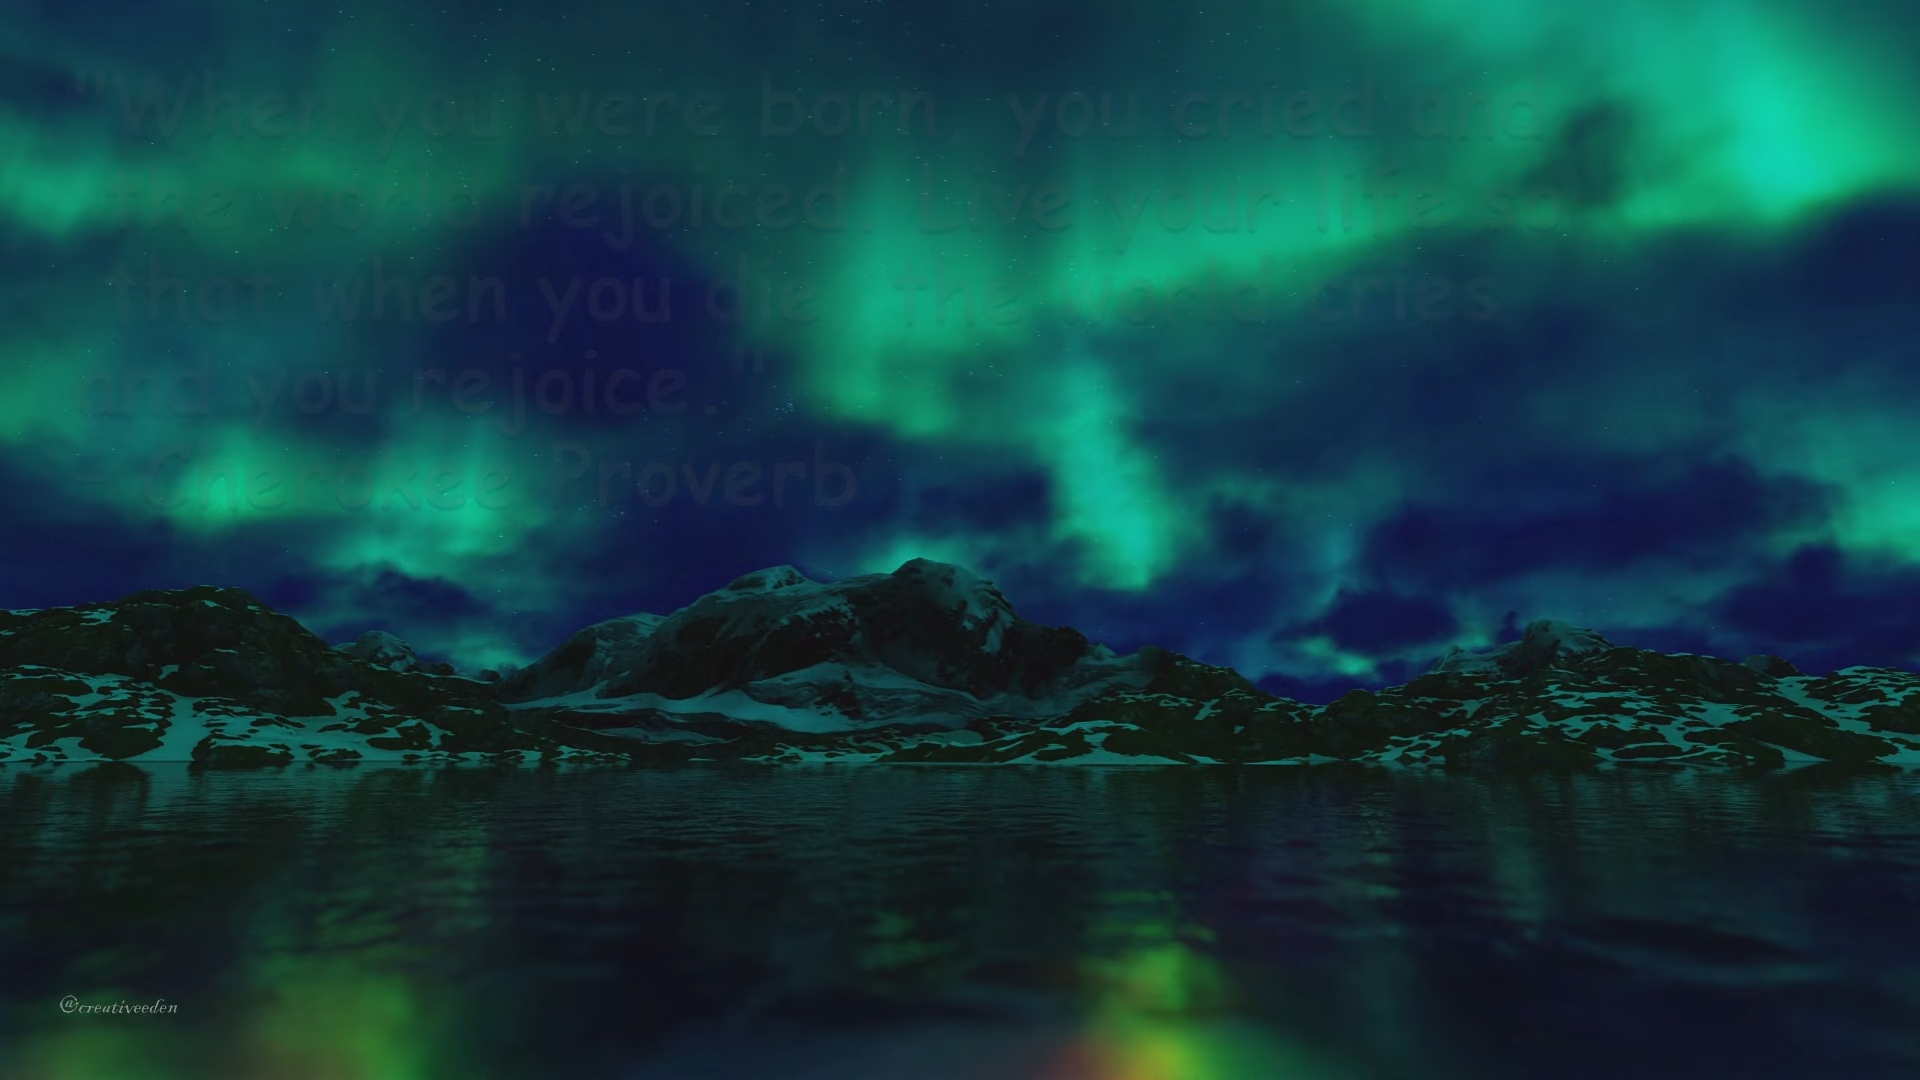 "When you were born, you cried and
the world rejoiced. Live your life so
that when you die, the world cries
and you rejoice."
- Cherokee Proverb
@creativeeden